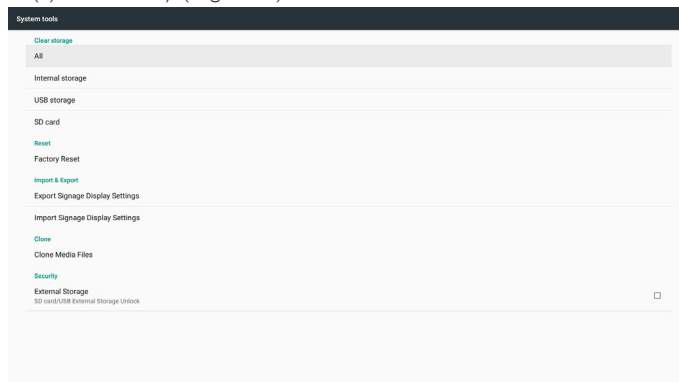 System tools
Clear storage
All
Internal storage
USB storage
SD card
Reset
Factory Reset
Import & Export
Export Signage Display Settings
Import Signage Display Settings
Clone
Clone Media Files
Security
External Storage
SD card/USB External Storage Unlock